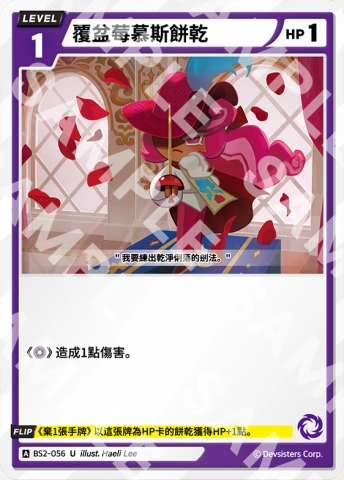 LEVEL
1
覆盆莓慕斯餅乾
HP 1
"我要練出乾淨俐落的劍法。"
《 》造成1點傷害。
FLIP 《棄1張手牌》以這張牌為HP卡的餅乾獲得HP+1點。
A BS2-056 U illust. Haeli Lee
© Devsisters Corp.
SAMPLE